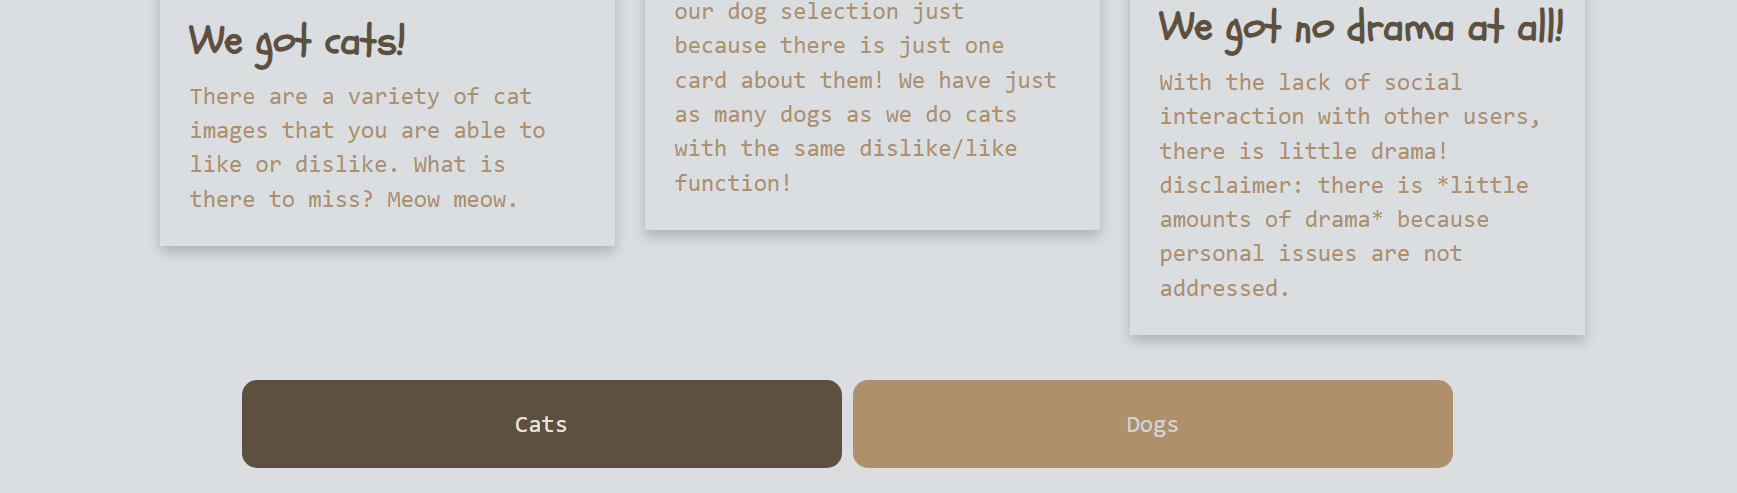 We got cats!
There are a variety of cat
images that you are able to
like or dislike. What is
there to miss? Meow meow.
our dog selection just
because there is just one
card about them! We have just
as many dogs as we do cats
with the same dislike/like
function!
We got no drama at all!
With the lack of social
interaction with other users,
there is little drama!
disclaimer: there is *little
amounts of drama* because
personal issues are not
addressed.
Cats
Dogs